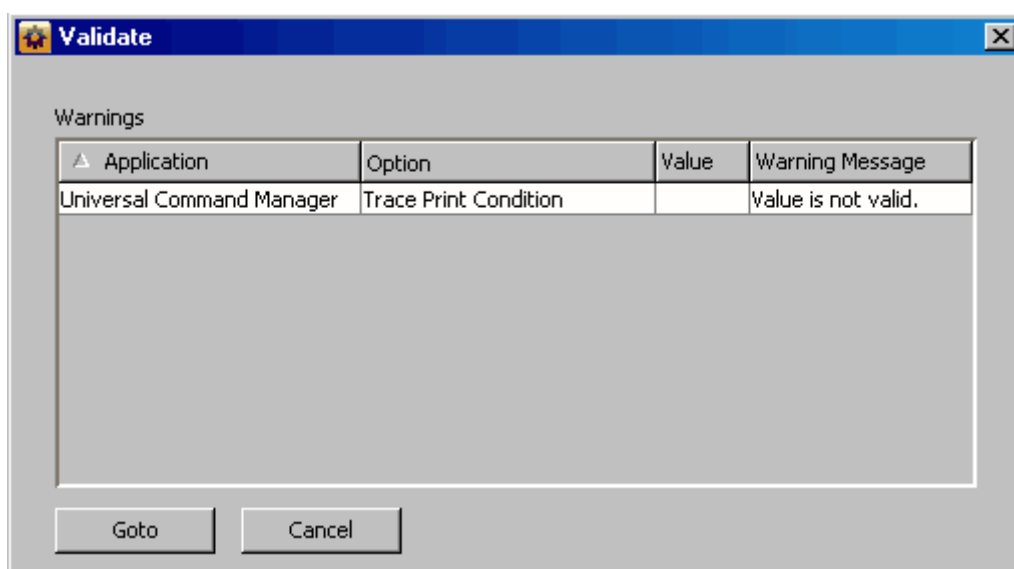 Validate
Warnings
Application Option Value Warning Message
Universal Command Manager Trace Print Condition Value is not valid.
Goto Cancel